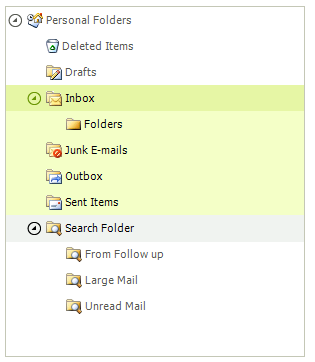 Personal Folders
Deleted Items
Drafts
Inbox
Folders
Junk E-mails
Outbox
Sent Items
Search Folder
From Follow up
Large Mail
Unread Mail